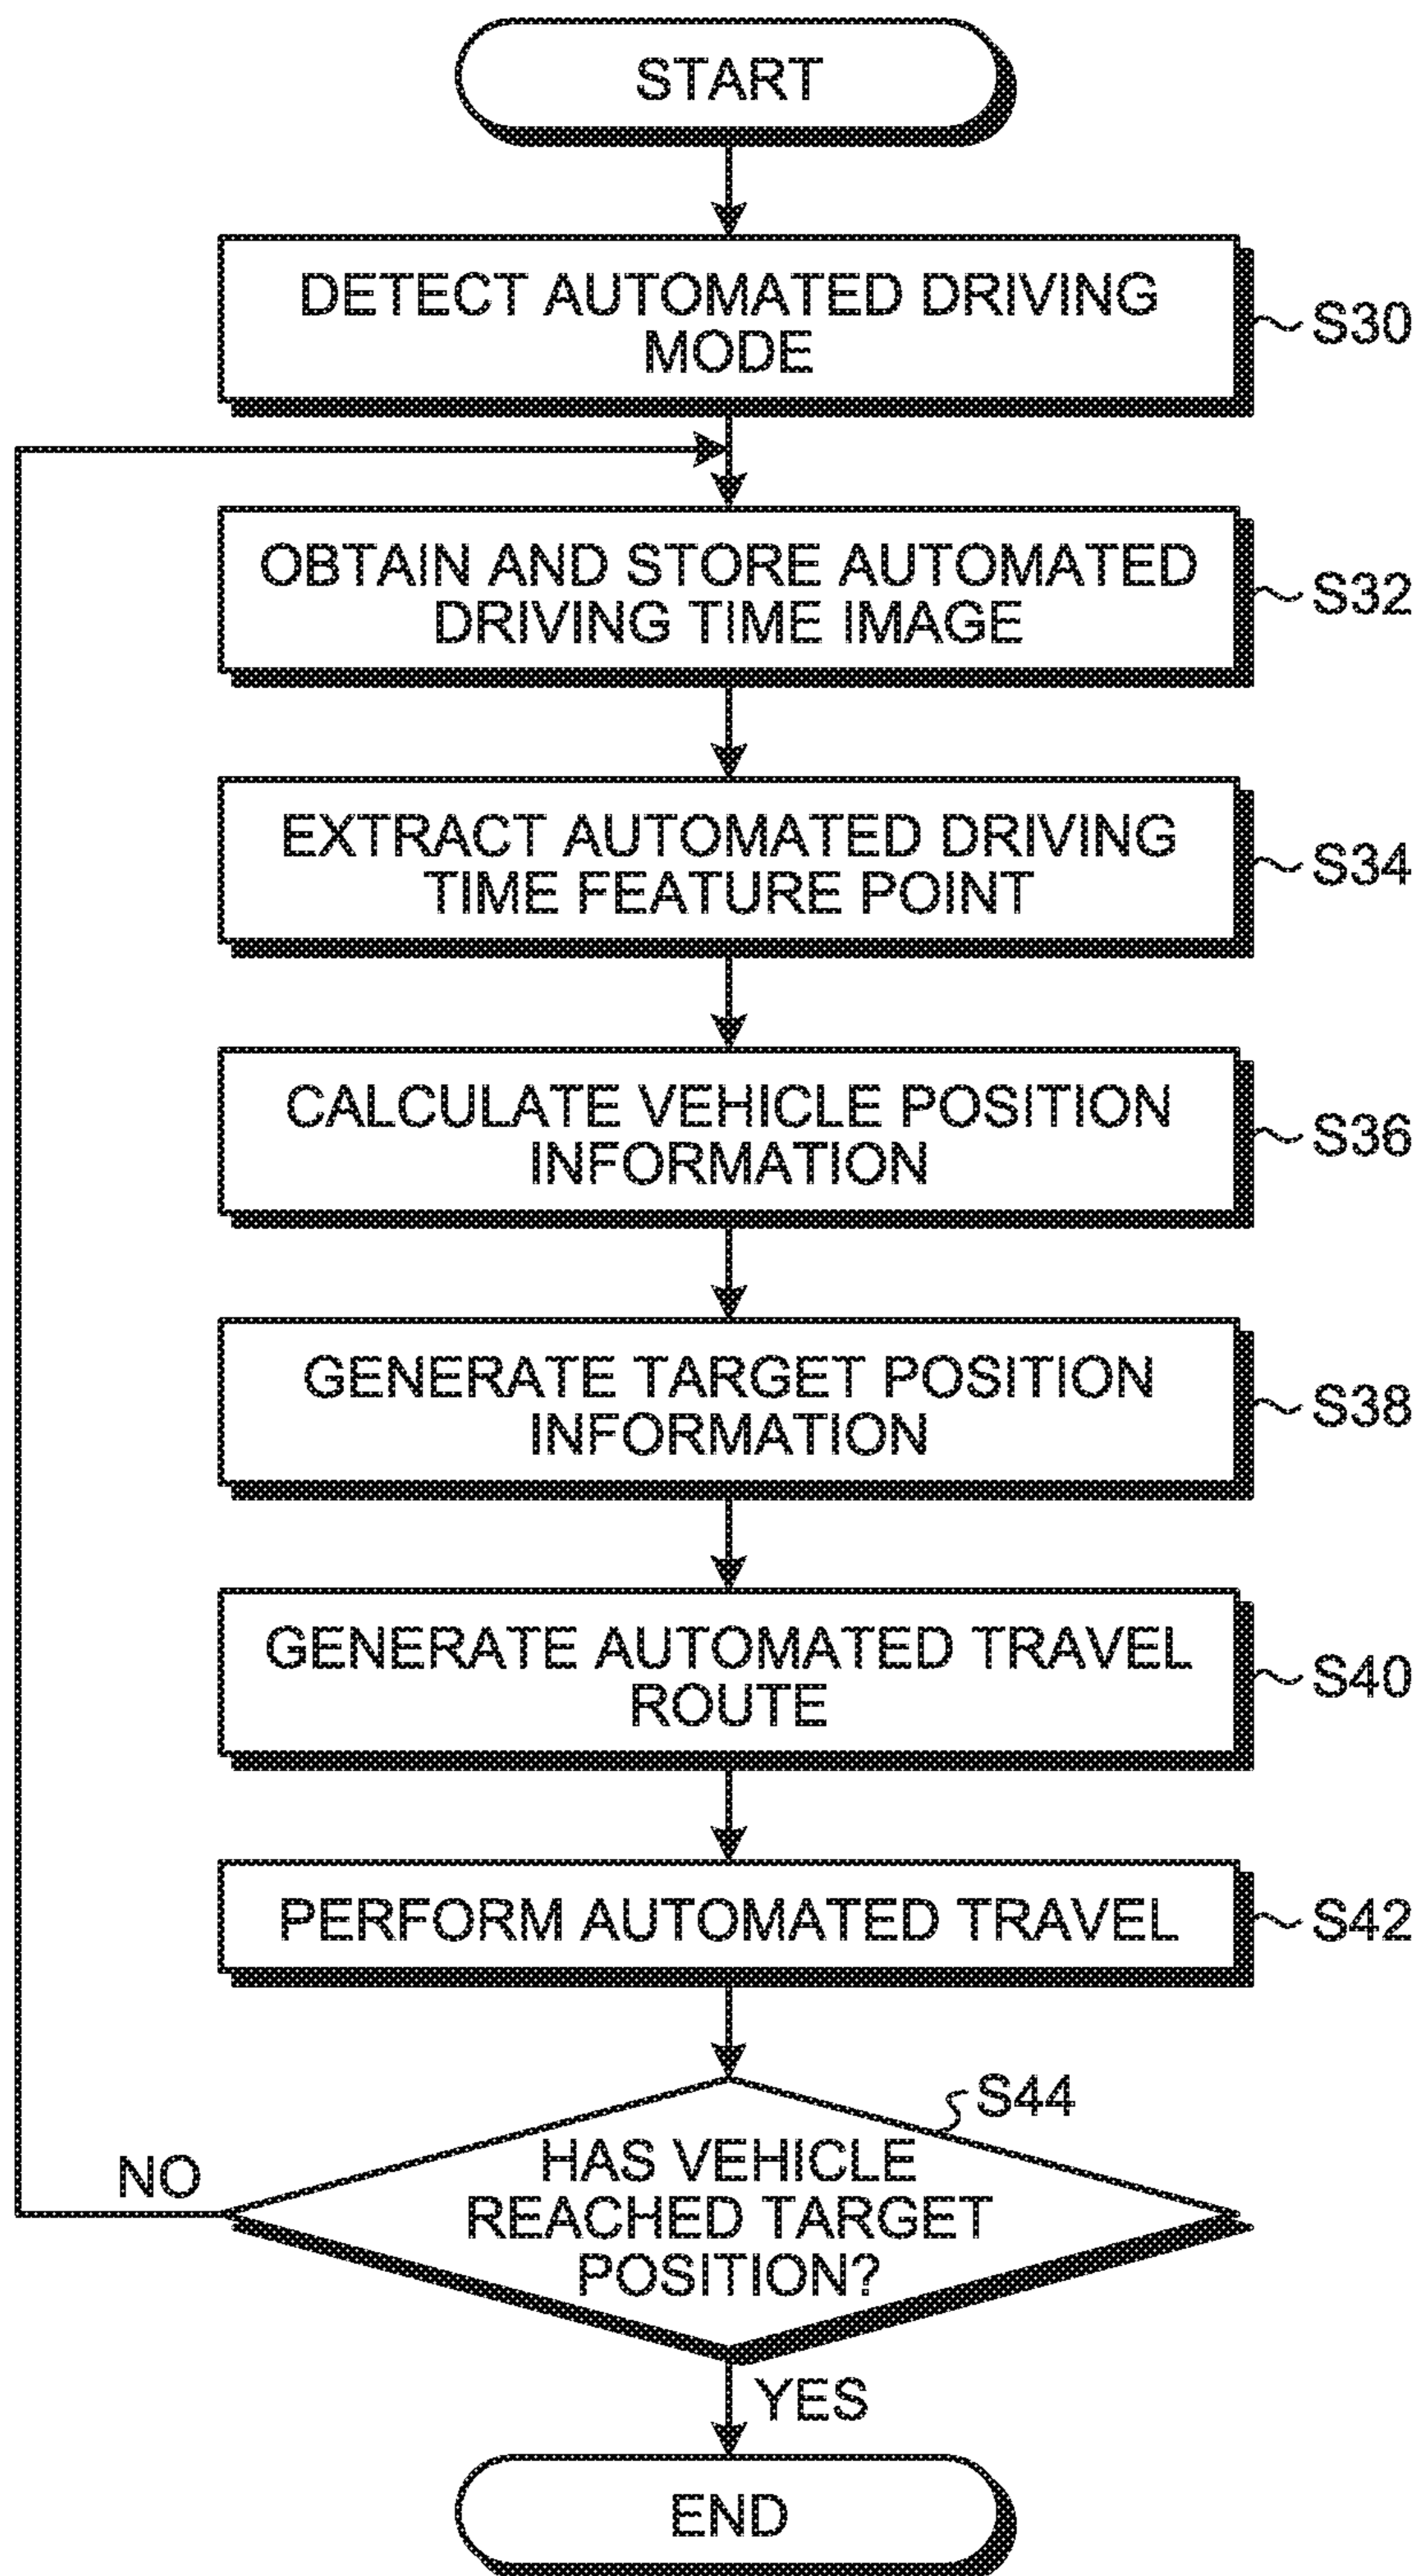 START
DETECT AUTOMATED DRIVING
MODE
S30
OBTAIN AND STORE AUTOMATED
DRIVING TIME IMAGE
S32
EXTRACT AUTOMATED DRIVING
TIME FEATURE POINT
S34
CALCULATE VEHICLE POSITION
INFORMATION
S36
GENERATE TARGET POSITION
INFORMATION
S38
GENERATE AUTOMATED TRAVEL
ROUTE
S40
PERFORM AUTOMATED TRAVEL
S42
S44
HAS VEHICLE
REACHED TARGET
POSITION?
NO
YES
END